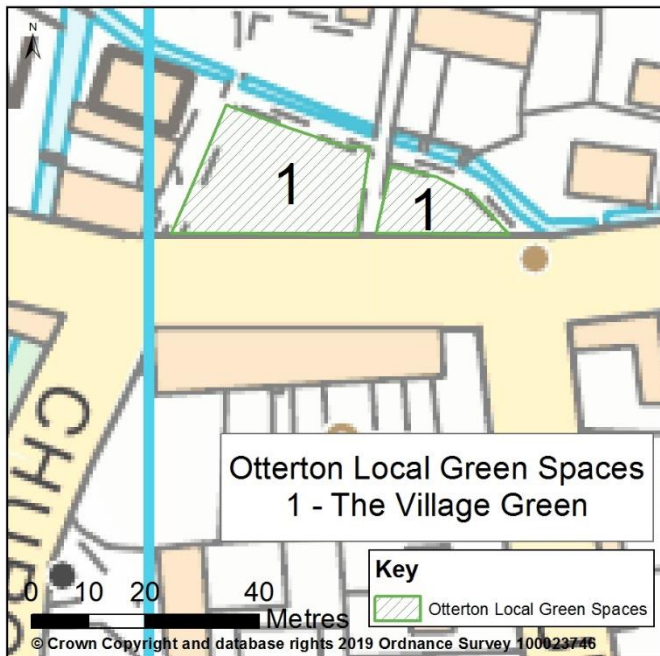 N
1
1
CHURC
Otterton Local Green Spaces
1 - The Village Green
Key
Otterton Local Green Spaces
0 10 20 40
Metres
© Crown Copyright and database rights 2019 Ordnance Survey 100023746